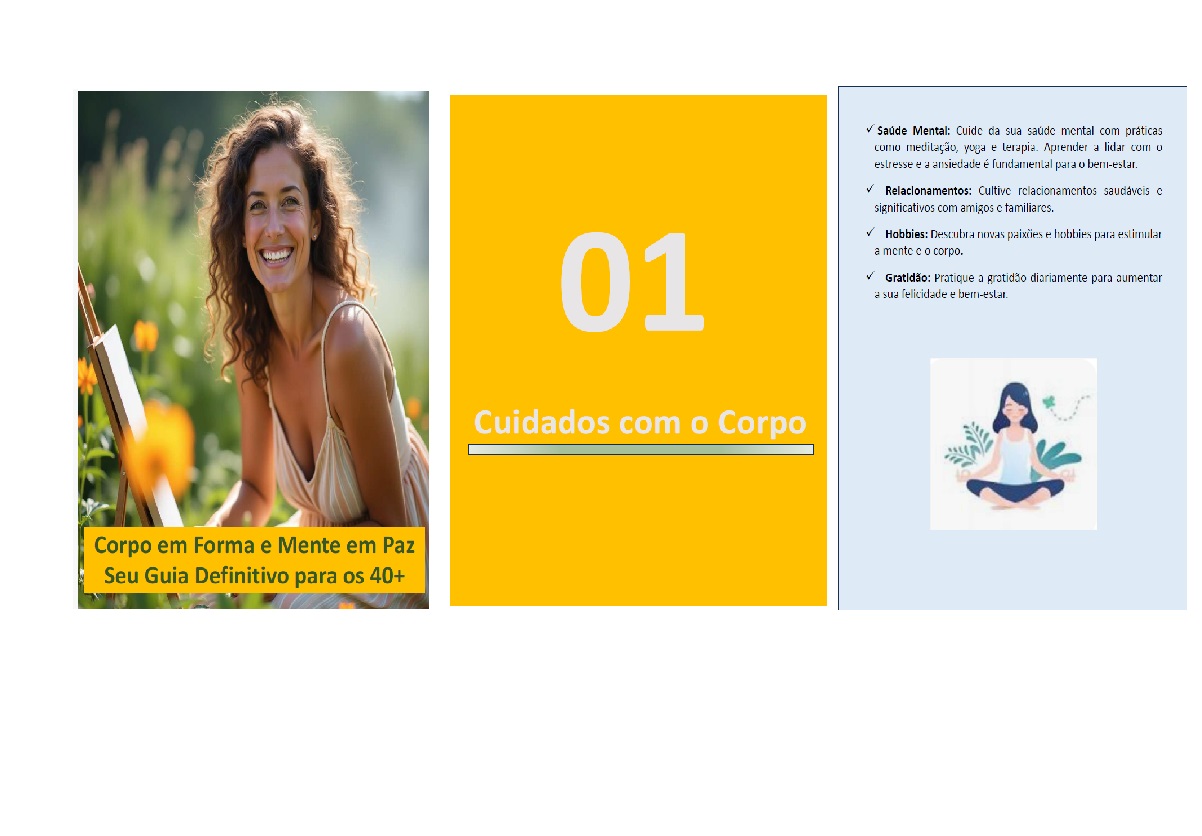 Corpo em Forma e Mente em Paz
Seu Guia Definitivo para os 40+
01
Cuidados com o Corpo
✓ Saúde Mental: Cuide da sua saúde mental com práticas
como meditação, yoga e terapia. Aprender a lidar com o
estresse e a ansiedade é fundamental para o bem-estar.
✓ Relacionamentos: Cultive relacionamentos saudáveis e
significativos com amigos e familiares.
✓ Hobbies: Descubra novas paixões e hobbies para estimular
a mente e o corpo.
✓ Gratidão: Pratique a gratidão diariamente para aumentar
a sua felicidade e bem-estar.